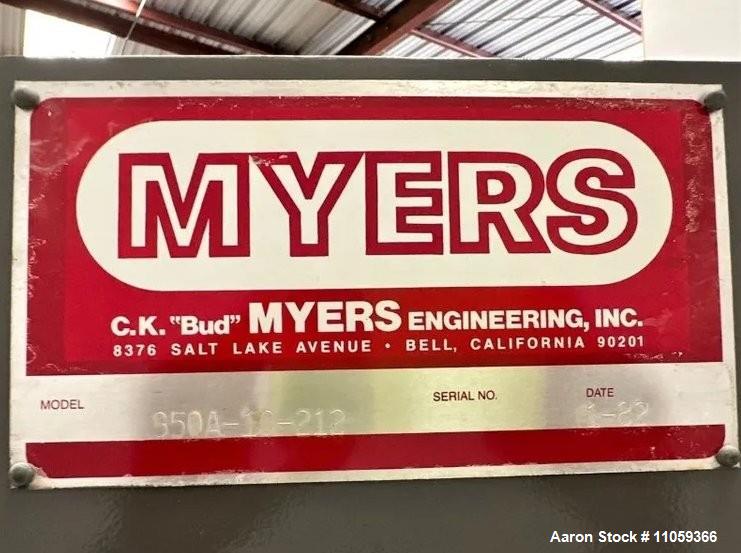 MYERS
C.K. "Bud" MYERS ENGINEERING, INC.
8376 SALT LAKE AVENUE • BELL, CALIFORNIA 90201
MODEL SERIAL NO. DATE
Aaron Stock # 11059366